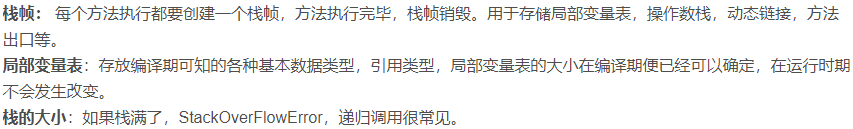 栈帧： 每个方法执行都要创建一个栈帧，方法执行完毕，栈帧销毁。用于存储局部变量表，操作数栈，动态链接，方法
出口等。
局部变量表：存放编译期可知的各种基本数据类型，引用类型，局部变量表的大小在编译期便已经可以确定，在运行时期
不会发生改变。
栈的大小：如果栈满了，StackOverFlowError，递归调用很常见。